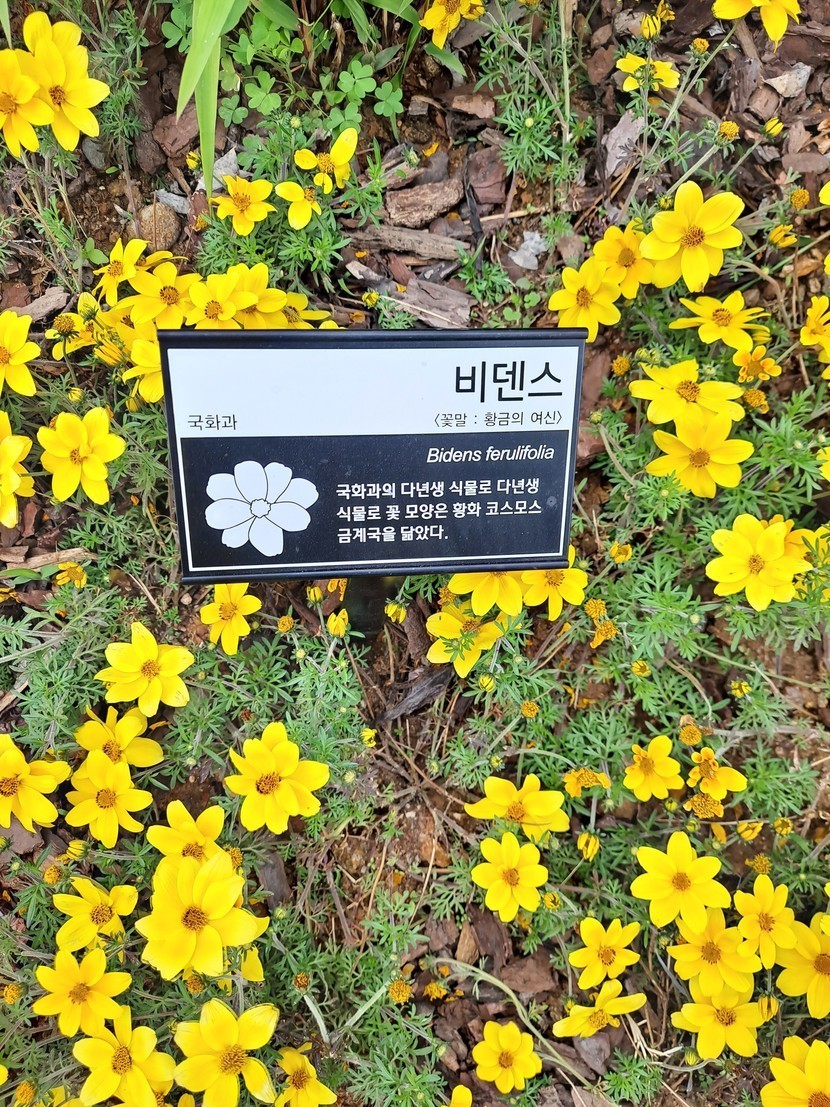 비덴스
국화과 〈꽃말 : 황금의 여신〉
Bidens ferulifolia
국화과의 다년생 식물로 다년생
식물로 꽃 모양은 황화 코스모스
금계국을 닮았다.